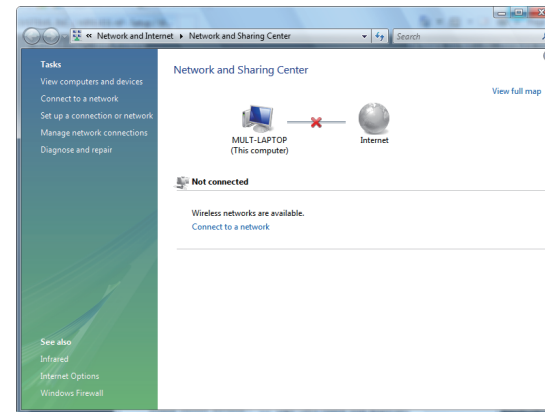 « Network and Internet ▸ Network and Sharing Center
Search
Tasks
View computers and devices
Connect to a network
Set up a connection or network
Manage network connections
Diagnose and repair
See also
Infrared
Internet Options
Windows Firewall
Network and Sharing Center
View full map
MULT-LAPTOP
(This computer)
Internet
Not connected
Wireless networks are available.
Connect to a network